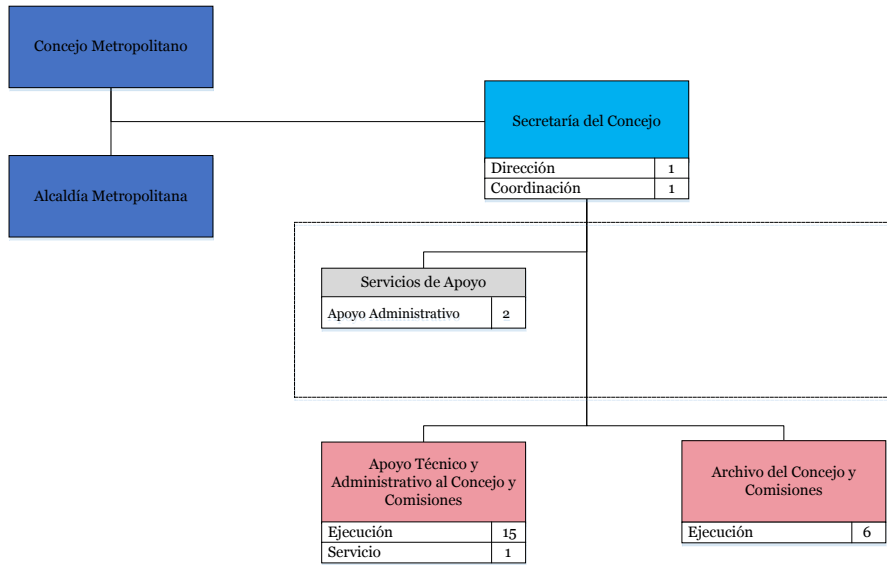 Concejo Metropolitano
Secretaría del Concejo
Dirección 1
Coordinación 1
Alcaldía Metropolitana
Servicios de Apoyo
Apoyo Administrativo 2
Apoyo Técnico y
Administrativo al Concejo y
Comisiones
Ejecución 15
Servicio 1
Archivo del Concejo y
Comisiones
Ejecución 6